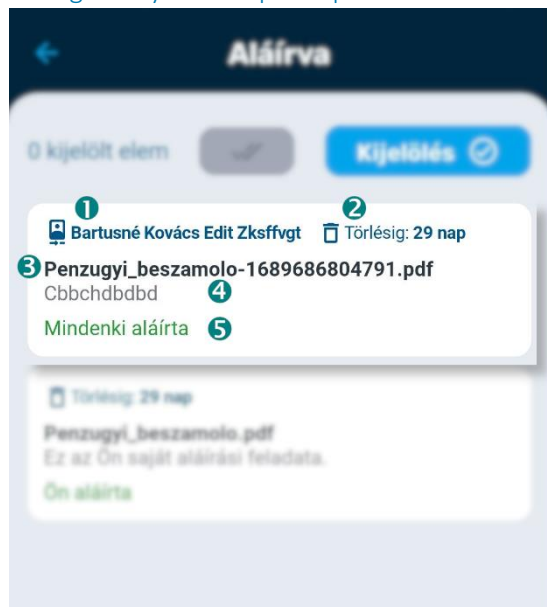 Aláírva
0 kijelölt elem Kijelölés
1 2
Bartusné Kovács Edit Zksffvgt Törlésig: 29 nap
3 Penzugyi_beszamolo-1689686804791.pdf
Cbbchdbdbd 4
Mindenki aláírta 5
Törlésig: 29 nap
Penzugyi_beszamolo.pdf
Ez az Ön saját aláírási feladata.
Ön aláírta